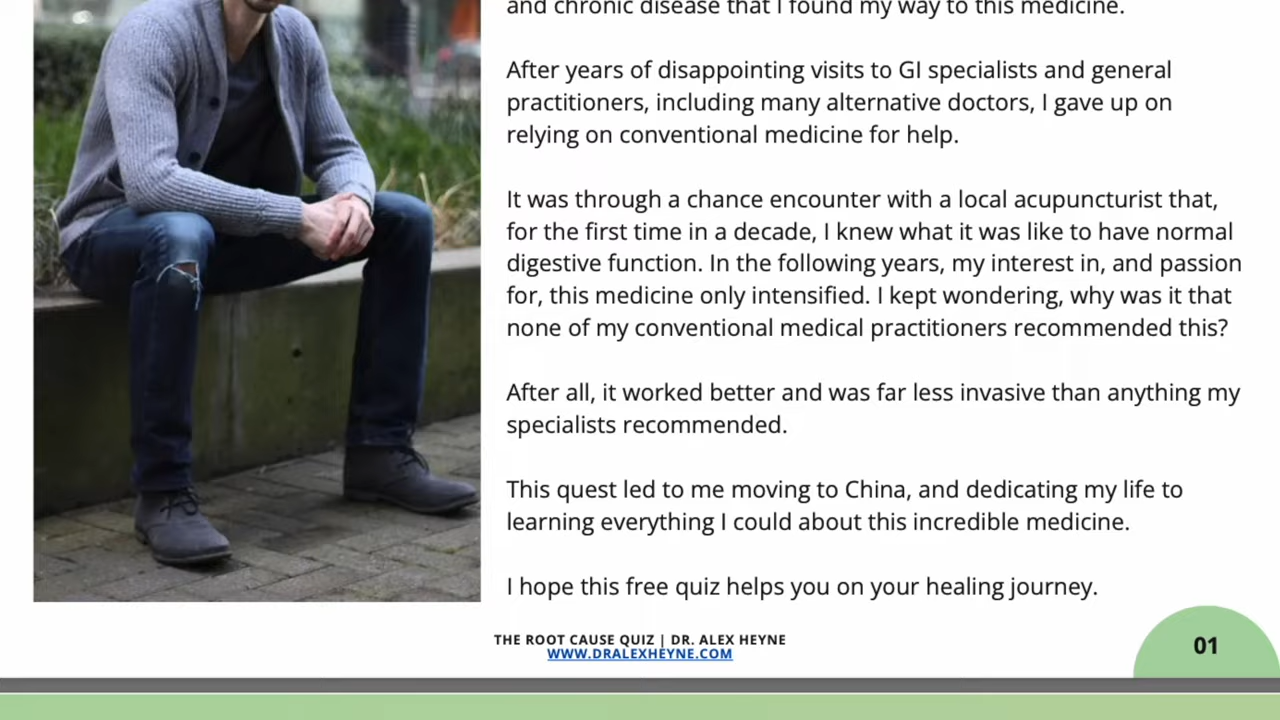 and chronic disease that I found my way to this medicine.
After years of disappointing visits to GI specialists and general
practitioners, including many alternative doctors, I gave up on
relying on conventional medicine for help.
It was through a chance encounter with a local acupuncturist that,
for the first time in a decade, I knew what it was like to have normal
digestive function. In the following years, my interest in, and passion
for, this medicine only intensified. I kept wondering, why was it that
none of my conventional medical practitioners recommended this?
After all, it worked better and was far less invasive than anything my
specialists recommended.
This quest led to me moving to China, and dedicating my life to
learning everything I could about this incredible medicine.
I hope this free quiz helps you on your healing journey.
THE ROOT CAUSE QUIZ | DR. ALEX HEYNE
WWW.DRALEXHEYNE.COM
01